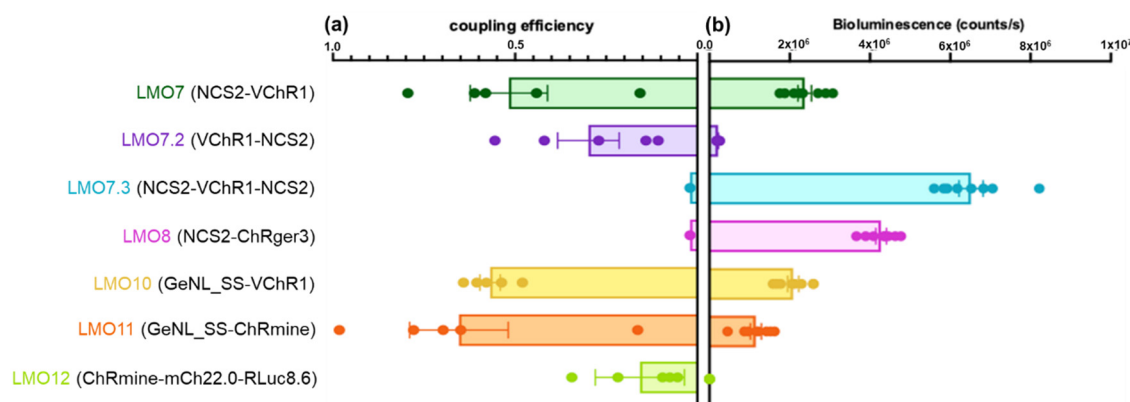 (a) coupling efficiency (b) Bioluminescence (counts/s)
1.0 0.5 0.0 2x10⁶ 4x10⁶ 6x10⁶ 8x10⁶ 1x10
LMO7 (NCS2-VChR1)
LMO7.2 (VChR1-NCS2)
LMO7.3 (NCS2-VChR1-NCS2)
LMO8 (NCS2-ChRger3)
LMO10 (GeNL_SS-VChR1)
LMO11 (GeNL_SS-ChRmine)
LMO12 (ChRmine-mCh22.0-RLuc8.6)